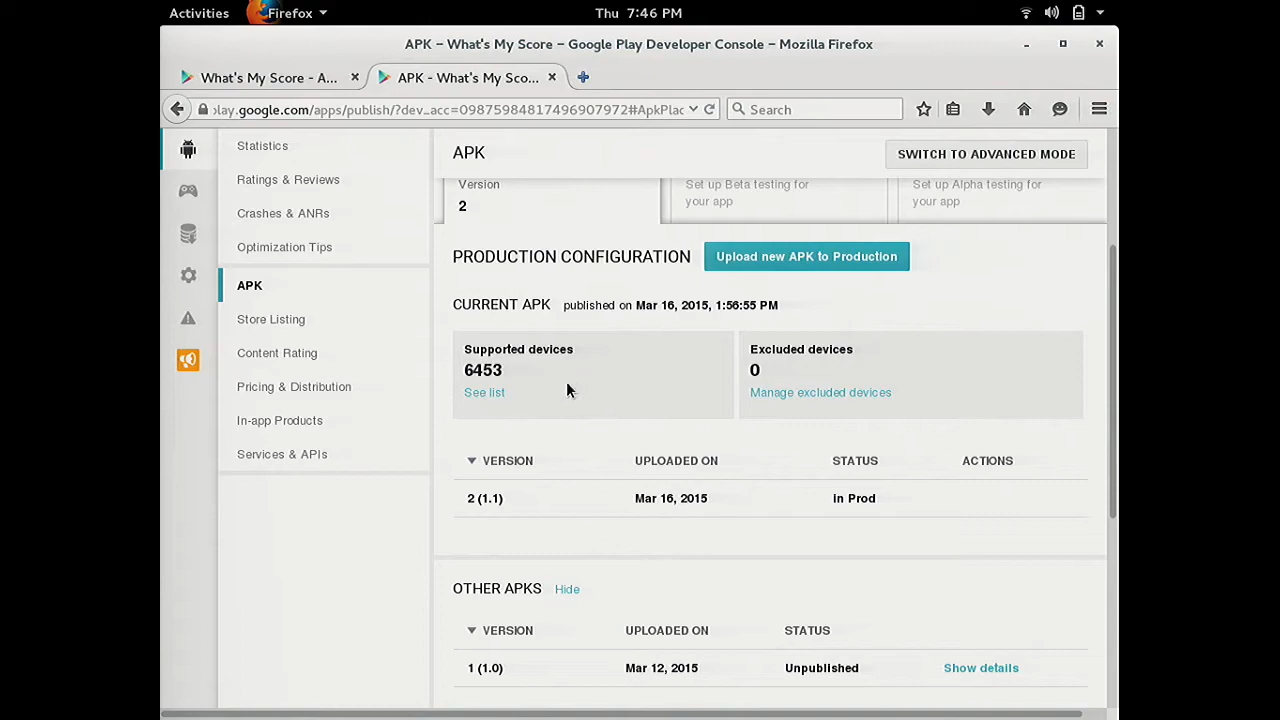 Activities Firefox Thu 7:46 PM
APK – What's My Score – Google Play Developer Console – Mozilla Firefox
What's My Score - A... APK - What's My Sco...
play.google.com/apps/publish/?dev_acc=09875984817496907972#ApkPlac Search
Statistics
Ratings & Reviews
Crashes & ANRs
Optimization Tips
APK
Store Listing
Content Rating
Pricing & Distribution
In-app Products
Services & APIs
APK SWITCH TO ADVANCED MODE
Version
2
Set up Beta testing for
your app
Set up Alpha testing for
your app
PRODUCTION CONFIGURATION Upload new APK to Production
CURRENT APK published on Mar 16, 2015, 1:56:55 PM
Supported devices
6453
See list
Excluded devices
0
Manage excluded devices
VERSION UPLOADED ON STATUS ACTIONS
2 (1.1) Mar 16, 2015 in Prod
OTHER APKS Hide
VERSION UPLOADED ON STATUS
1 (1.0) Mar 12, 2015 Unpublished Show details